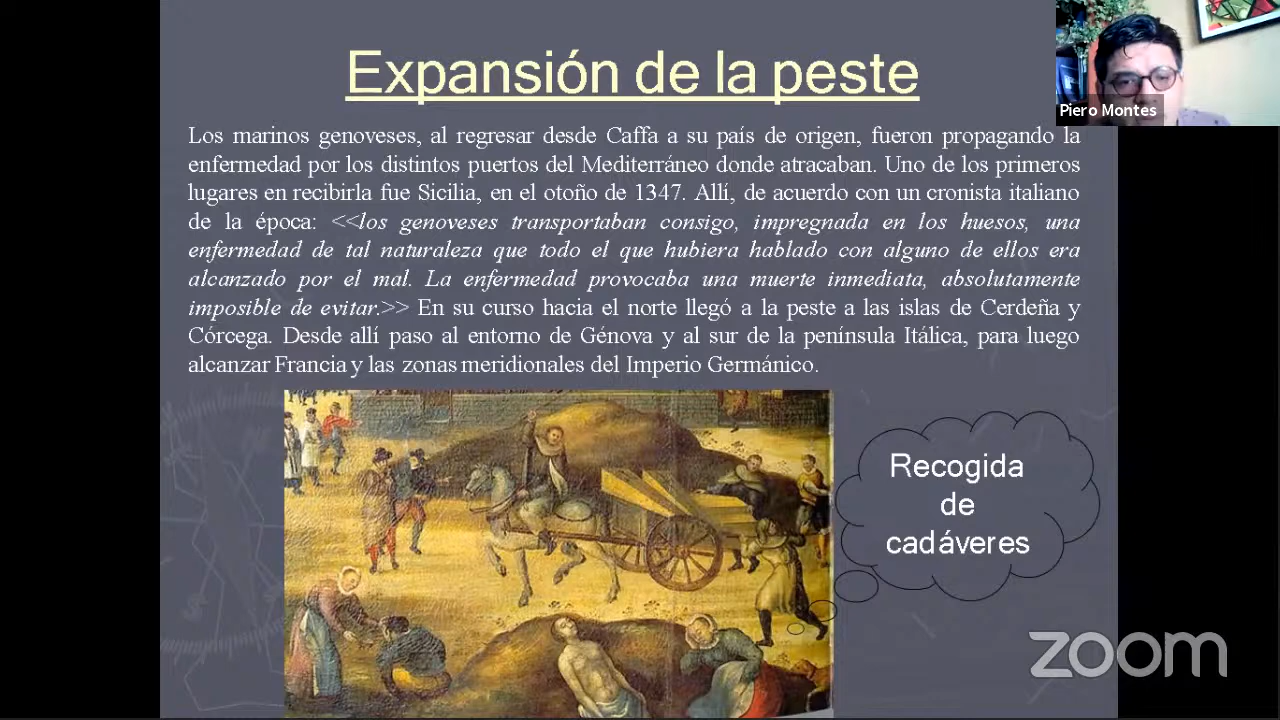 Expansión de la peste
Piero Montes
Los marinos genoveses, al regresar desde Caffa a su país de origen, fueron propagando la
enfermedad por los distintos puertos del Mediterráneo donde atracaban. Uno de los primeros
lugares en recibirla fue Sicilia, en el otoño de 1347. Allí, de acuerdo con un cronista italiano
de la época: <<los genoveses transportaban consigo, impregnada en los huesos, una
enfermedad de tal naturaleza que todo el que hubiera hablado con alguno de ellos era
alcanzado por el mal. La enfermedad provocaba una muerte inmediata, absolutamente
imposible de evitar.>> En su curso hacia el norte llegó a la peste a las islas de Cerdeña y
Córcega. Desde allí paso al entorno de Génova y al sur de la península Itálica, para luego
alcanzar Francia y las zonas meridionales del Imperio Germánico.
Recogida
de
cadáveres
zoom